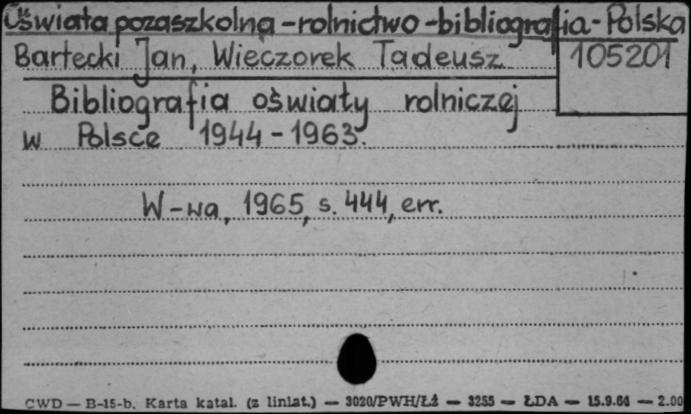 Oświata pozaszkolna - rolnictwo - bibliografia - Polska
Bartecki Jan, Wieczorek Tadeusz
105201
Bibliografia oświaty rolniczej
w Polsce 1944 - 1963.
W-wa, 1965, s. 444, err.
CWD — B-15-b. Karta katal. (z liniat.) — 3020/PWH/Łż — 3255 — ŁDA — 15.9.64 — 2.00